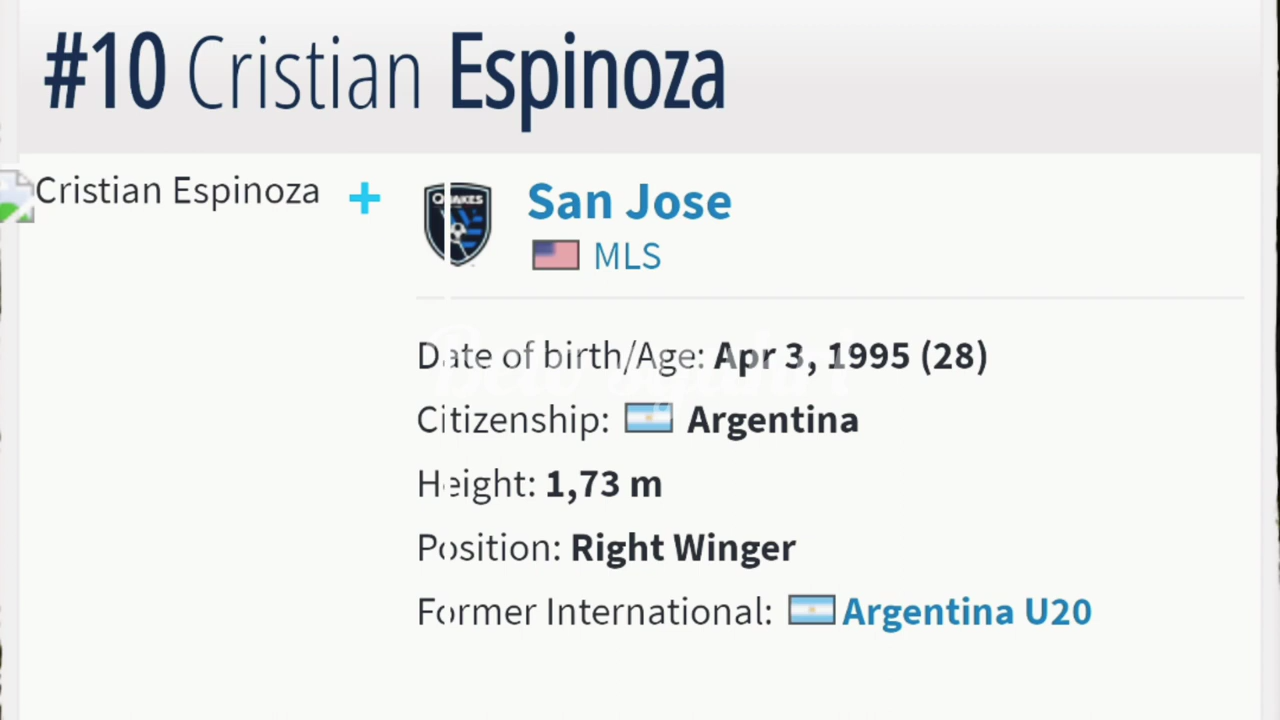 #10 Cristian Espinoza
Cristian Espinoza
QUAKES
San Jose
MLS
Date of birth/Age: Apr 3, 1995 (28)
Citizenship: Argentina
Height: 1,73 m
Position: Right Winger
Former International: Argentina U20